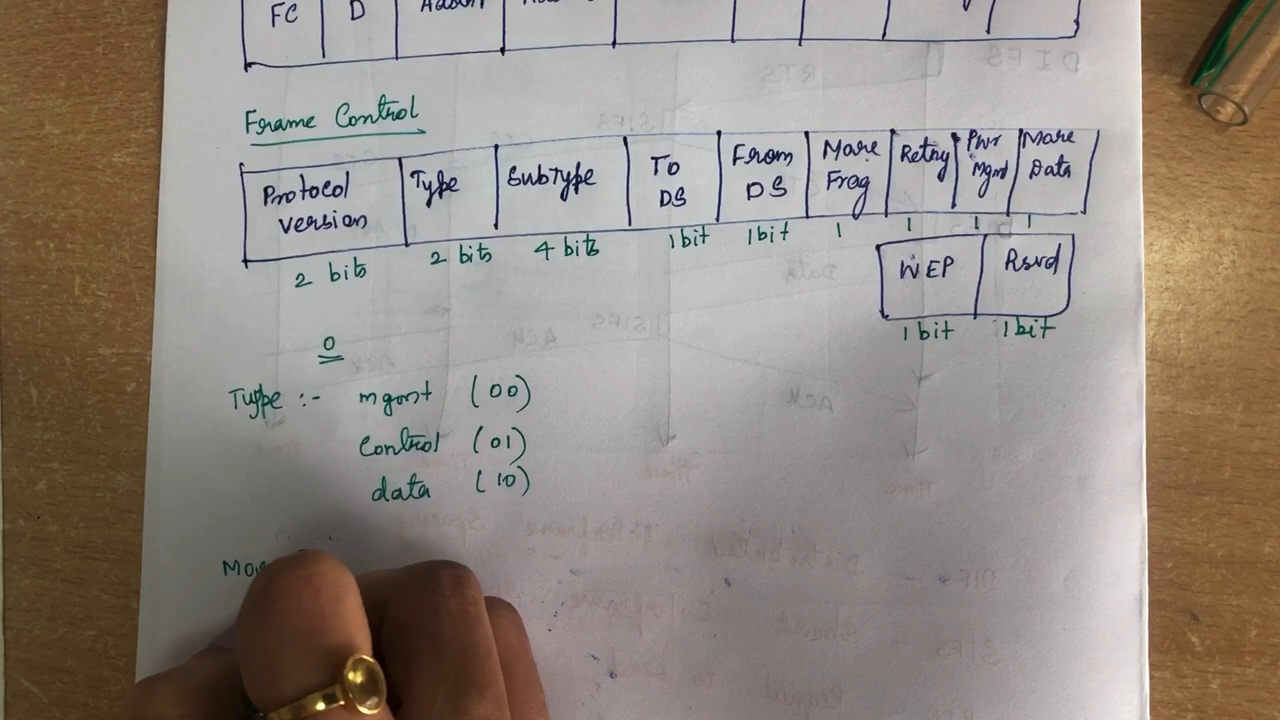 FC D
Frame Control
Protocol version Type Subtype To DS From DS More Frag Retry Pwr Mgmt More Data
2 bits 2 bits 4 bits 1 bit 1 bit 1 1 1 1
WEP Rsvd
1 bit 1 bit
0
Type :- mgmt (00)
control (01)
data (10)